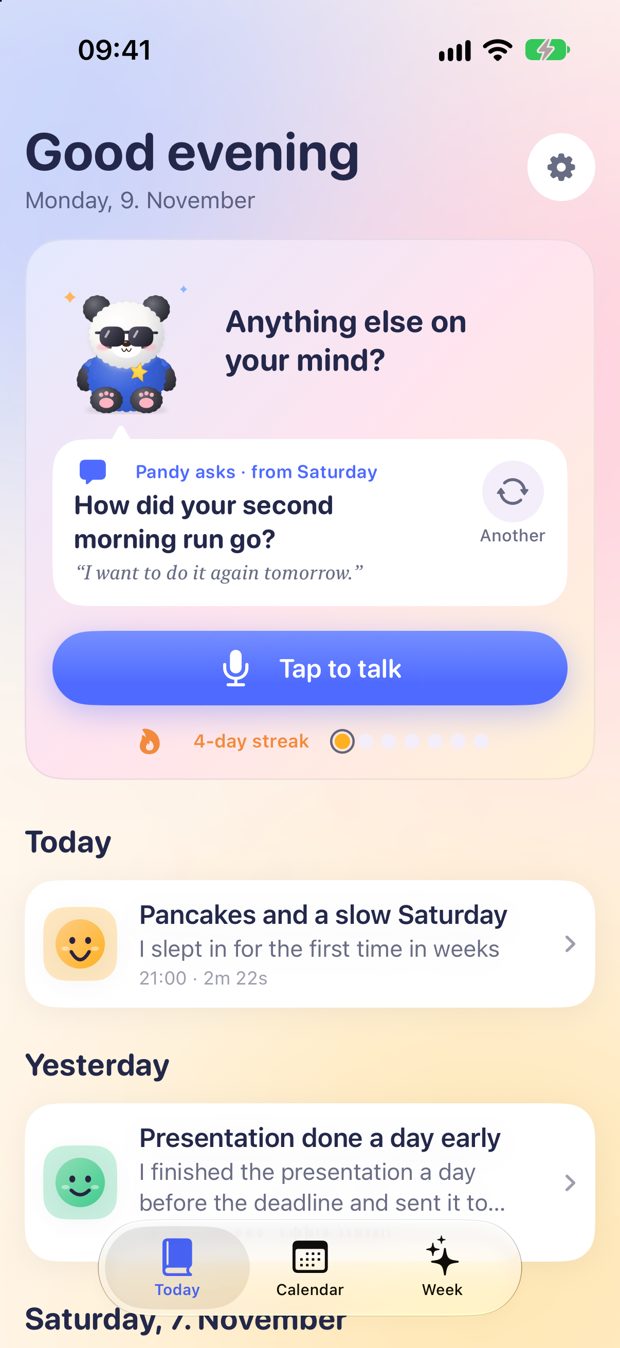 09:41
Good evening
Monday, 9. November
Anything else on
your mind?
Pandy asks · from Saturday
How did your second
morning run go?
“I want to do it again tomorrow.”
Another
Tap to talk
4-day streak
Today
Pancakes and a slow Saturday
I slept in for the first time in weeks
21:00 · 2m 22s
Yesterday
Presentation done a day early
I finished the presentation a day
before the deadline and sent it to...
Today
Calendar
Week
Saturday, 7. November